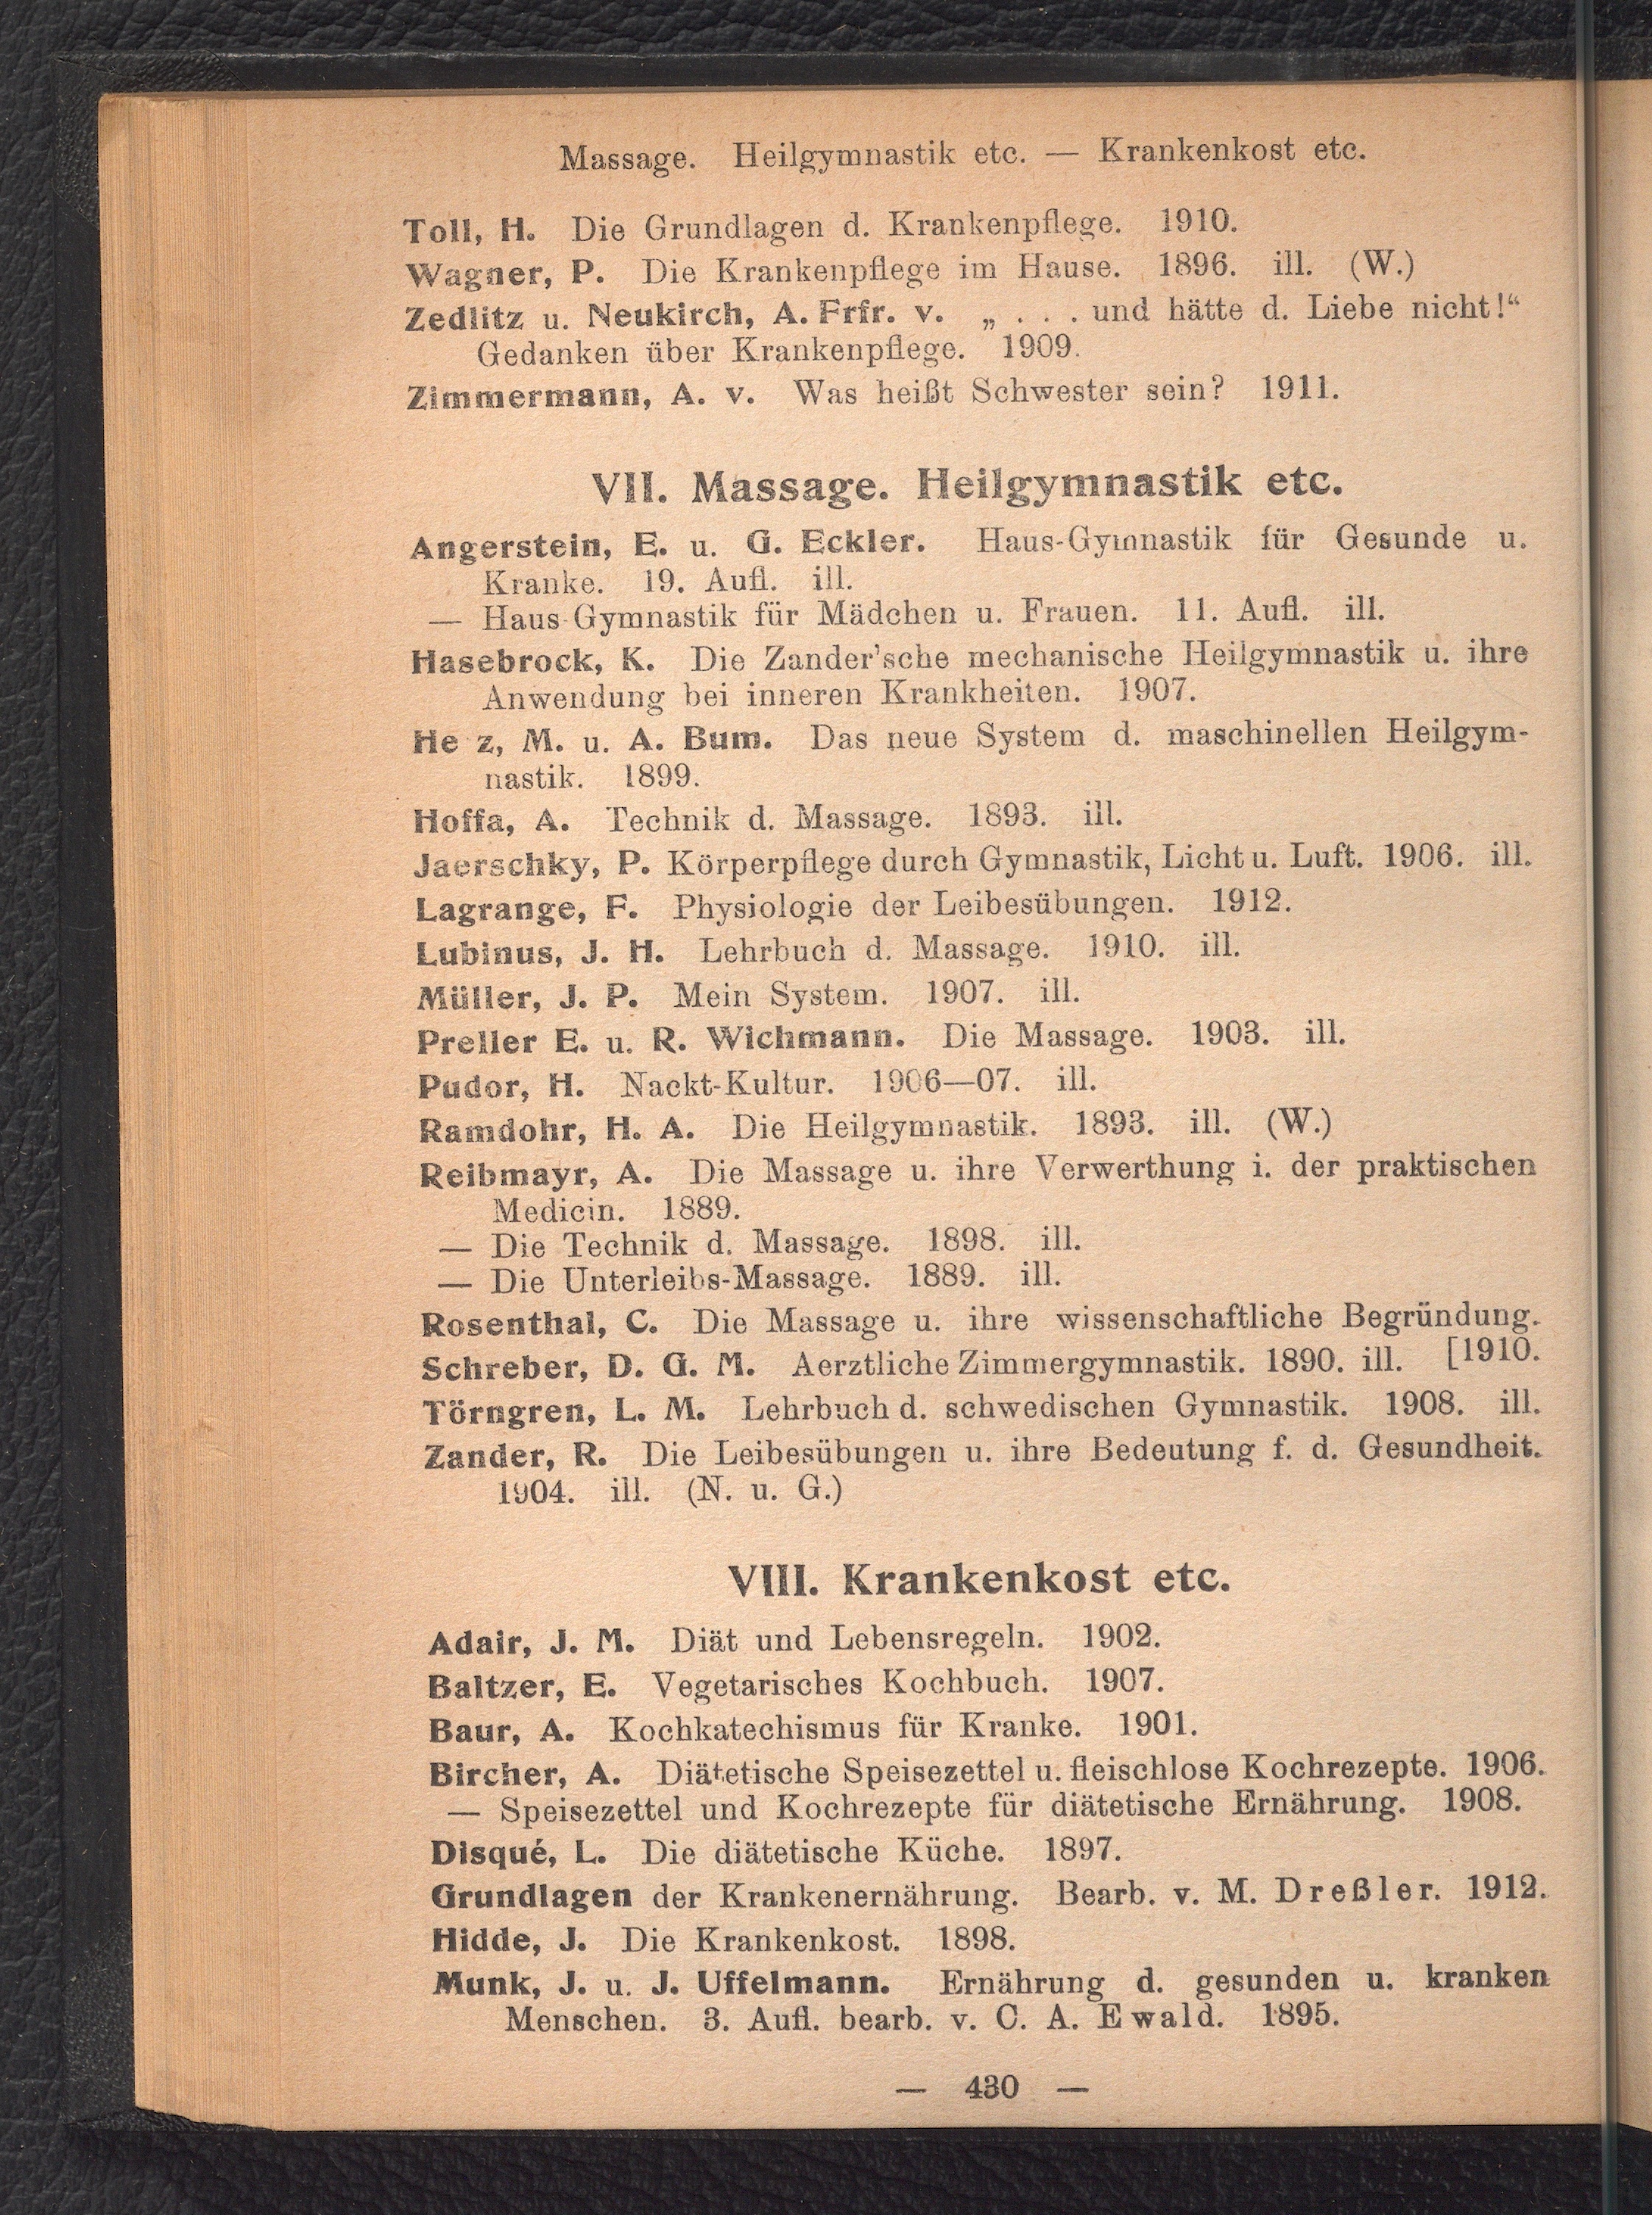 Massage. Heilgymnastik etc. — Krankenkost etc.
Toll, H. Die Grundlagen d. Krankenpflege. 1910.
Wagner, P. Die Krankenpflege im Hause. 1896. ill. (W.)
Zedlitz u. Neukirch, A. Frfr. v. „ . . . und hätte d. Liebe nicht!“
Gedanken über Krankenpflege. 1909.
Zimmermann, A. v. Was heißt Schwester sein? 1911.
VII. Massage. Heilgymnastik etc.
Angerstein, E. u. G. Eckler. Haus-Gymnastik für Gesunde u.
Kranke. 19. Aufl. ill.
— Haus-Gymnastik für Mädchen u. Frauen. 11. Aufl. ill.
Hasebrock, K. Die Zander'sche mechanische Heilgymnastik u. ihre
Anwendung bei inneren Krankheiten. 1907.
He z, M. u. A. Bum. Das neue System d. maschinellen Heilgym-
nastik. 1899.
Hoffa, A. Technik d. Massage. 1893. ill.
Jaerschky, P. Körperpflege durch Gymnastik, Licht u. Luft. 1906. ill.
Lagrange, F. Physiologie der Leibesübungen. 1912.
Lubinus, J. H. Lehrbuch d. Massage. 1910. ill.
Müller, J. P. Mein System. 1907. ill.
Preller E. u. R. Wichmann. Die Massage. 1903. ill.
Pudor, H. Nackt-Kultur. 1906—07. ill.
Ramdohr, H. A. Die Heilgymnastik. 1893. ill. (W.)
Reibmayr, A. Die Massage u. ihre Verwerthung i. der praktischen
Medicin. 1889.
— Die Technik d. Massage. 1898. ill.
— Die Unterleibs-Massage. 1889. ill.
Rosenthal, C. Die Massage u. ihre wissenschaftliche Begründung.
Schreber, D. G. M. Aerztliche Zimmergymnastik. 1890. ill. [1910.
Törngren, L. M. Lehrbuch d. schwedischen Gymnastik. 1908. ill.
Zander, R. Die Leibesübungen u. ihre Bedeutung f. d. Gesundheit.
1904. ill. (N. u. G.)
VIII. Krankenkost etc.
Adair, J. M. Diät und Lebensregeln. 1902.
Baltzer, E. Vegetarisches Kochbuch. 1907.
Baur, A. Kochkatechismus für Kranke. 1901.
Bircher, A. Diätetische Speisezettel u. fleischlose Kochrezepte. 1906.
— Speisezettel und Kochrezepte für diätetische Ernährung. 1908.
Disqué, L. Die diätetische Küche. 1897.
Grundlagen der Krankenernährung. Bearb. v. M. Dreßler. 1912.
Hidde, J. Die Krankenkost. 1898.
Munk, J. u. J. Uffelmann. Ernährung d. gesunden u. kranken
Menschen. 3. Aufl. bearb. v. C. A. Ewald. 1895.
— 430 —